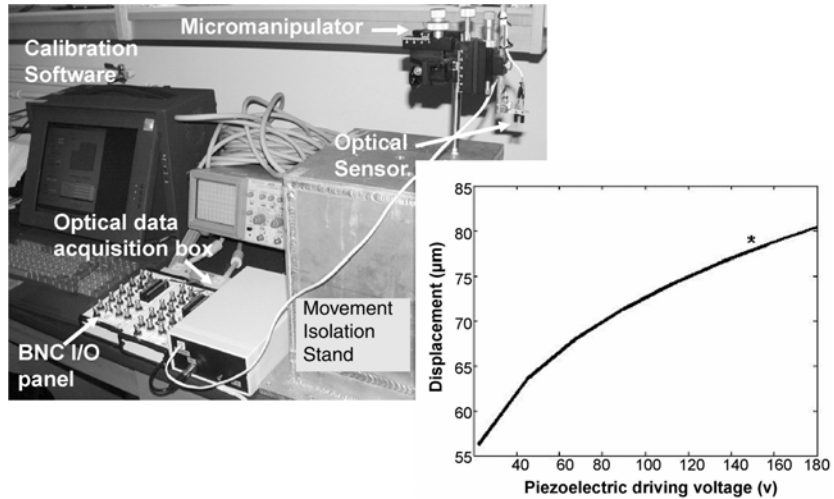 Micromanipulator
Calibration
Software
Optical
Sensor
Optical data
acquisition box
Movement
Isolation
Stand
BNC I/O
panel
85
80
75
70
65
60
55
*
Displacement (µm)
40
60
80
100
120
140
160
180
Piezoelectric driving voltage (v)